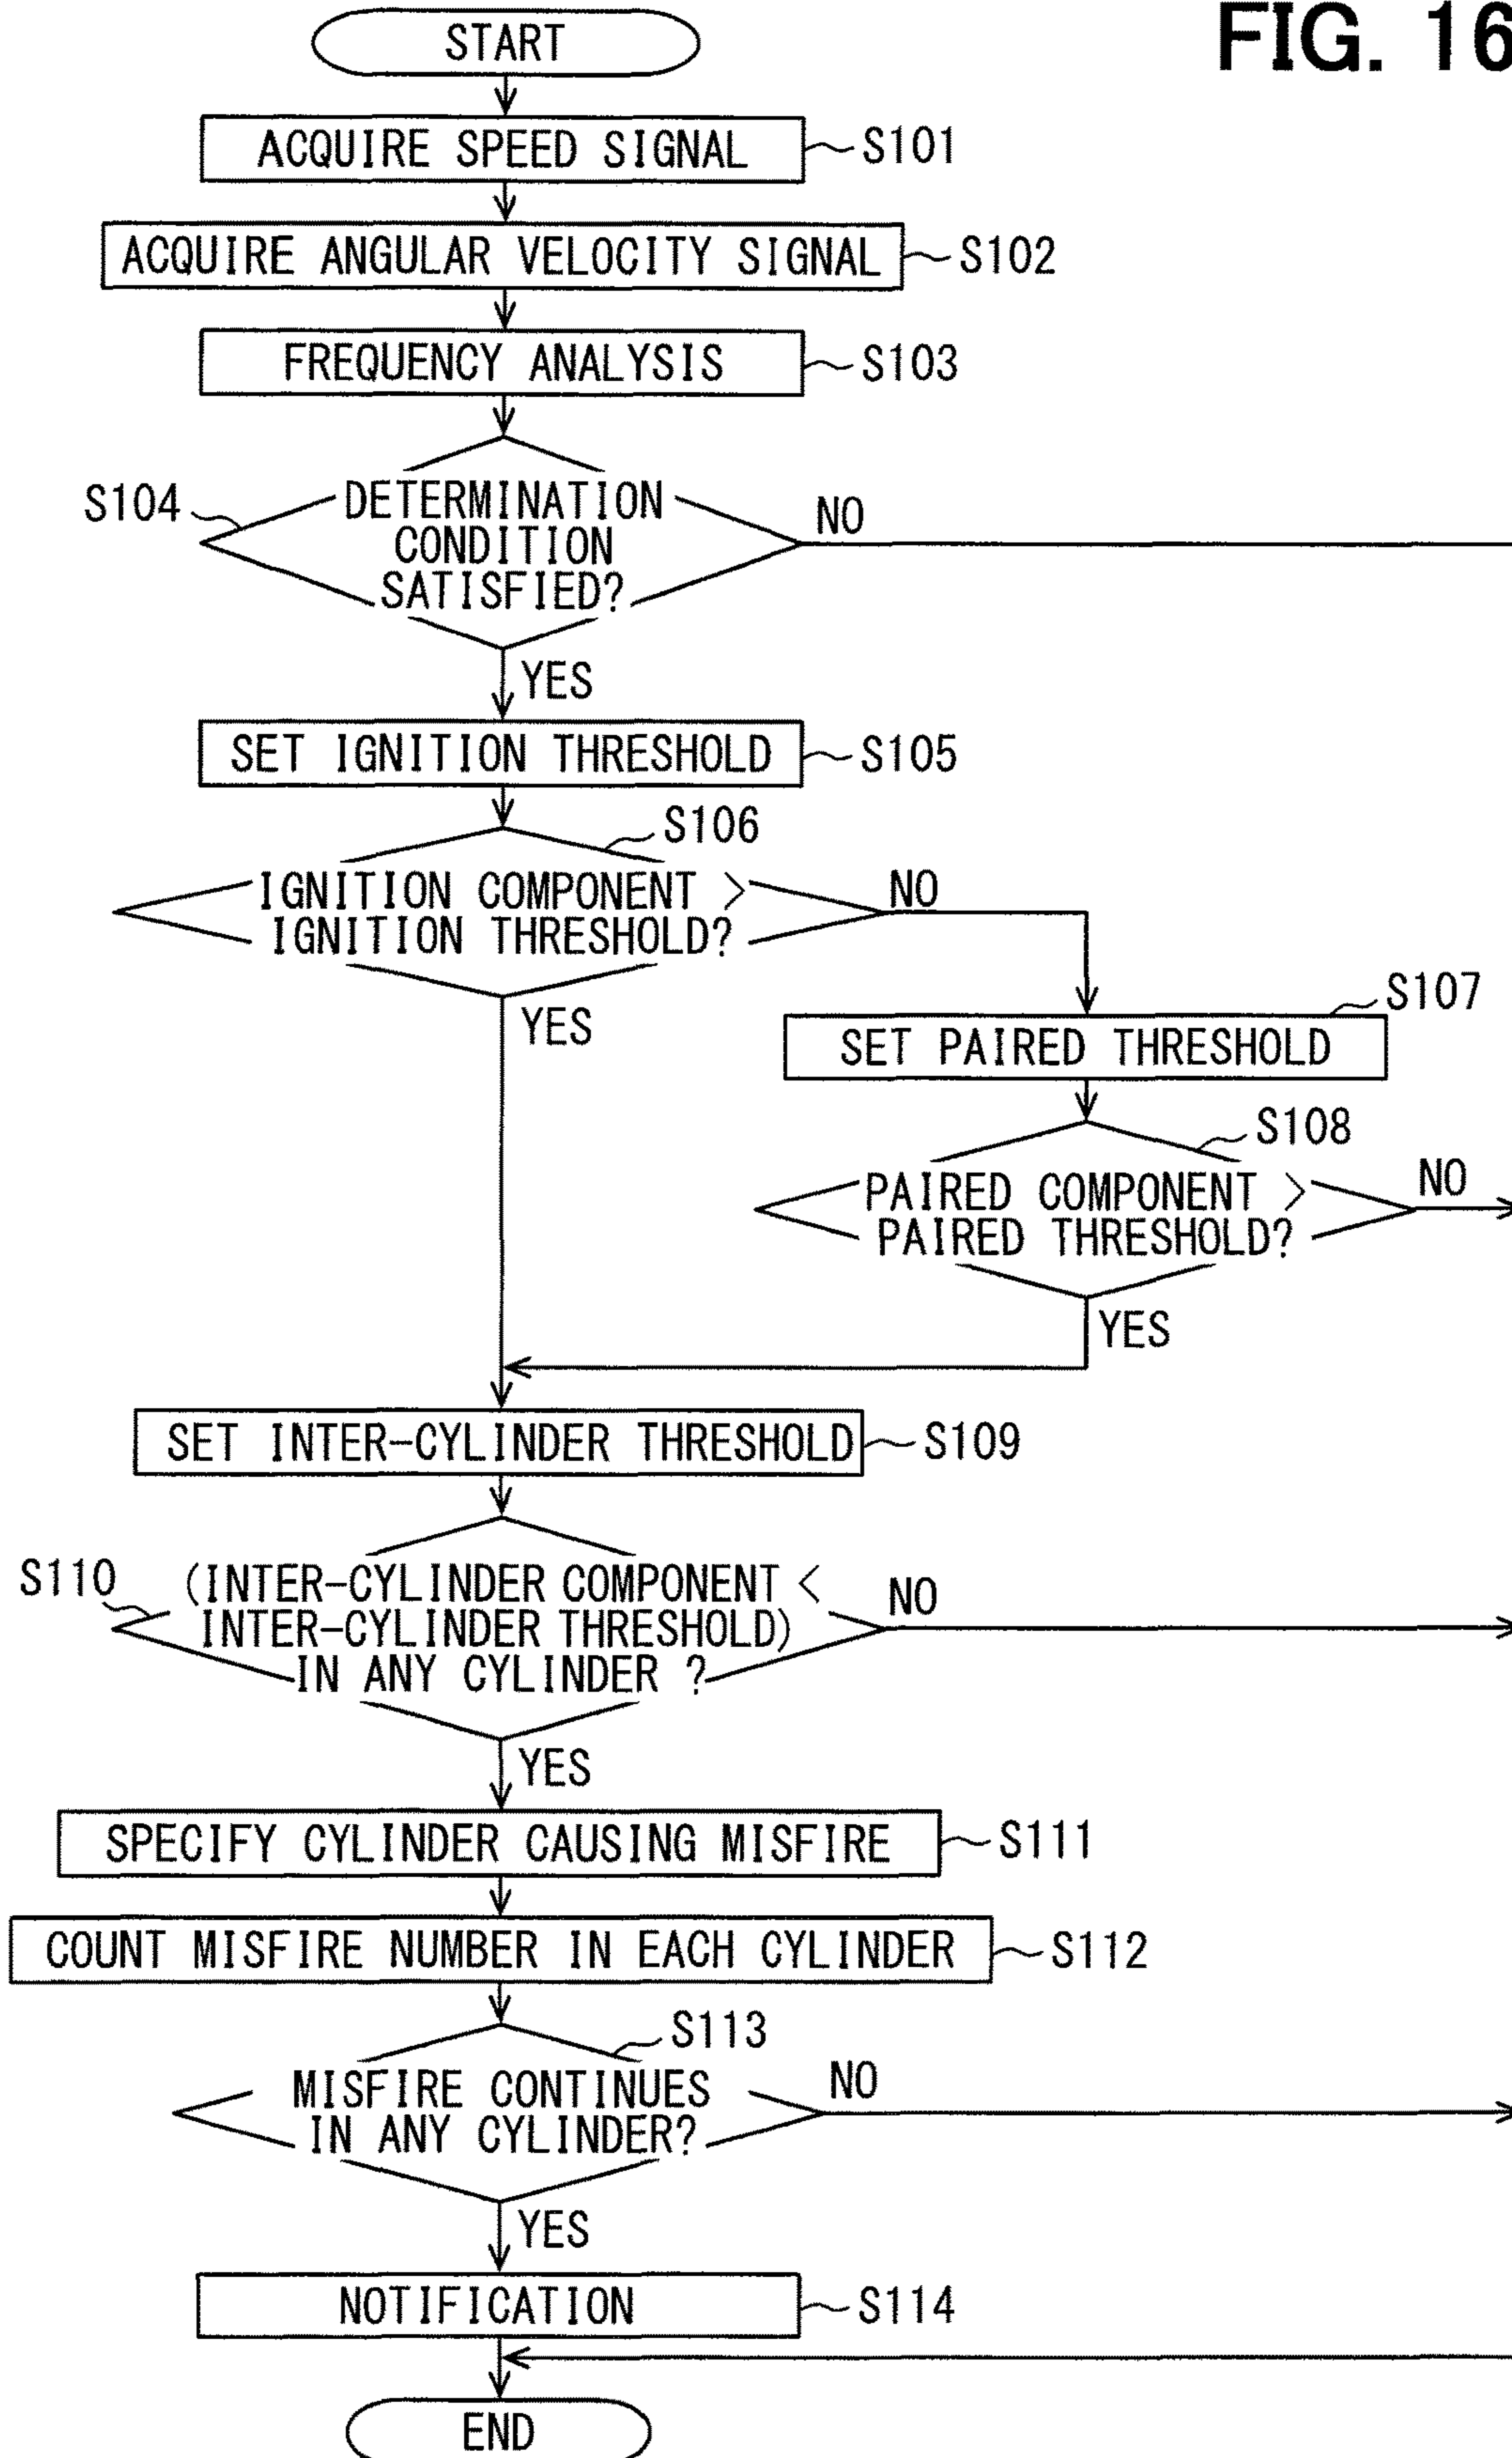 FIG. 16
START
ACQUIRE SPEED SIGNAL
S101
ACQUIRE ANGULAR VELOCITY SIGNAL
S102
FREQUENCY ANALYSIS
S103
S104
DETERMINATION
CONDITION
SATISFIED?
NO
YES
SET IGNITION THRESHOLD
S105
S106
IGNITION COMPONENT >
IGNITION THRESHOLD?
NO
YES
S107
SET PAIRED THRESHOLD
S108
PAIRED COMPONENT >
PAIRED THRESHOLD?
NO
YES
SET INTER-CYLINDER THRESHOLD
S109
S110
(INTER-CYLINDER COMPONENT <
INTER-CYLINDER THRESHOLD)
IN ANY CYLINDER ?
NO
YES
SPECIFY CYLINDER CAUSING MISFIRE
S111
COUNT MISFIRE NUMBER IN EACH CYLINDER
S112
S113
MISFIRE CONTINUES
IN ANY CYLINDER?
NO
YES
NOTIFICATION
S114
END